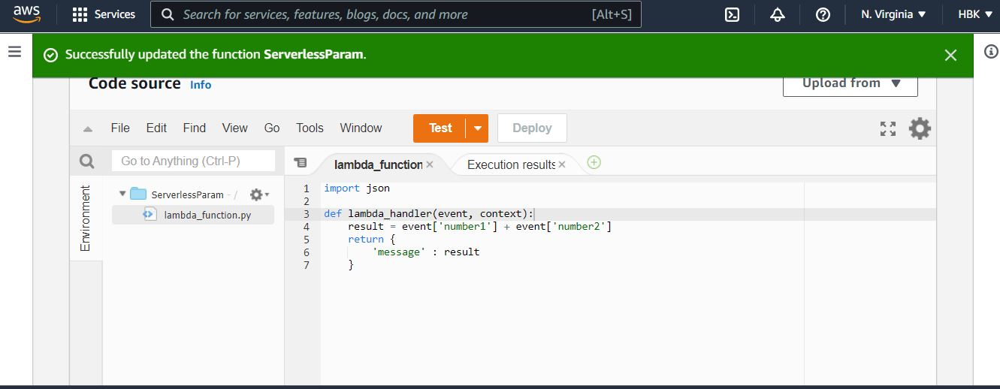 aws Services Search for services, features, blogs, docs, and more [Alt+S] N. Virginia ▼ HBK ▼
Successfully updated the function ServerlessParam.
Code source Info Upload from ▼
File Edit Find View Go Tools Window Test Deploy
Go to Anything (Ctrl-P) lambda_function Execution results
Environment
ServerlessParam - /
lambda_function.py
1 import json
2
3 def lambda_handler(event, context):
4 result = event['number1'] + event['number2']
5 return {
6 'message' : result
7 }